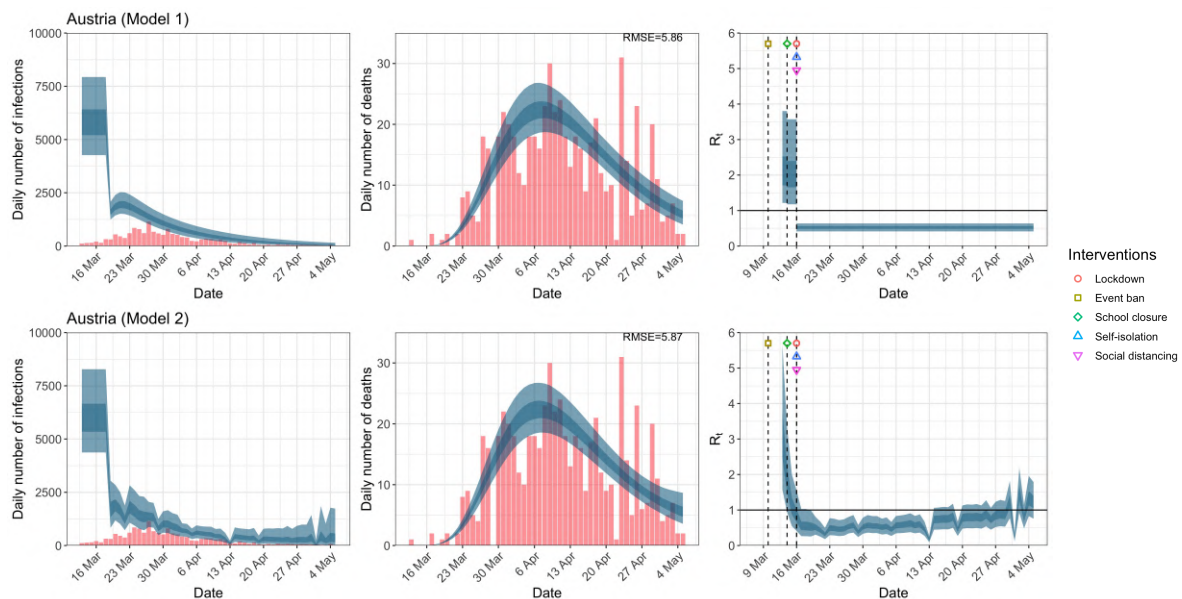 Austria (Model 1)
Daily number of infections
10000
7500
5000
2500
0
16 Mar
23 Mar
30 Mar
6 Apr
13 Apr
20 Apr
27 Apr
4 May
Date
Daily number of deaths
RMSE=5.86
30
20
10
0
16 Mar
23 Mar
30 Mar
6 Apr
13 Apr
20 Apr
27 Apr
4 May
Date
Rt
6
5
4
3
2
1
0
9 Mar
16 Mar
23 Mar
30 Mar
6 Apr
13 Apr
20 Apr
27 Apr
4 May
Date
Interventions
Lockdown
Event ban
School closure
Self-isolation
Social distancing
Austria (Model 2)
Daily number of infections
10000
7500
5000
2500
0
16 Mar
23 Mar
30 Mar
6 Apr
13 Apr
20 Apr
27 Apr
4 May
Date
Daily number of deaths
RMSE=5.87
30
20
10
0
16 Mar
23 Mar
30 Mar
6 Apr
13 Apr
20 Apr
27 Apr
4 May
Date
Rt
6
5
4
3
2
1
0
9 Mar
16 Mar
23 Mar
30 Mar
6 Apr
13 Apr
20 Apr
27 Apr
4 May
Date